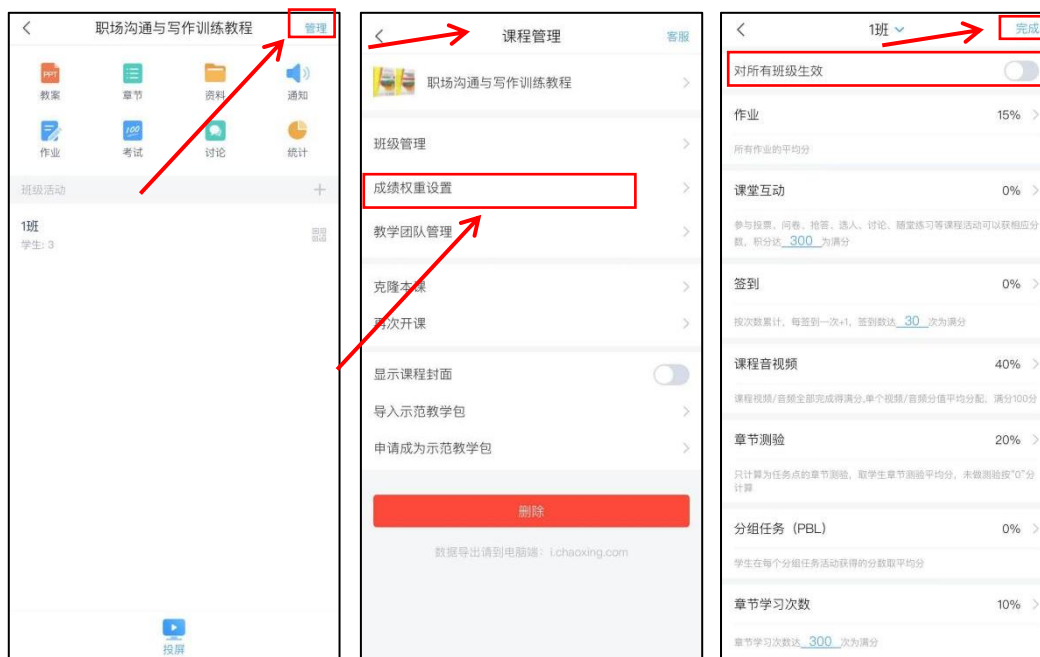 职场沟通与写作训练教程
管理
PPT
教案
章节
资料
通知
作业
100
考试
讨论
统计
班级活动
1班
学生: 3
投屏
课程管理
客服
职场沟通与写作训练教程
班级管理
成绩权重设置
教学团队管理
克隆本课
再次开课
显示课程封面
导入示范教学包
申请成为示范教学包
删除
数据导出请到电脑端：i.chaoxing.com
1班
完成
对所有班级生效
作业 15%
所有作业的平均分
课堂互动 0%
参与投票、问卷、抢答、选人、讨论、随堂练习等课程活动可以获相应分
数，积分达 300 为满分
签到 0%
按次数累计，每签到一次+1，签到数达 30 次为满分
课程音视频 40%
课程视频/音频全部完成得满分,单个视频/音频分值平均分配，满分100分
章节测验 20%
只计算为任务点的章节测验，取学生章节测验平均分，未做测验按“0”分
计算
分组任务（PBL） 0%
学生在每个分组任务活动获得的分数取平均分
章节学习次数 10%
章节学习次数达 300 次为满分